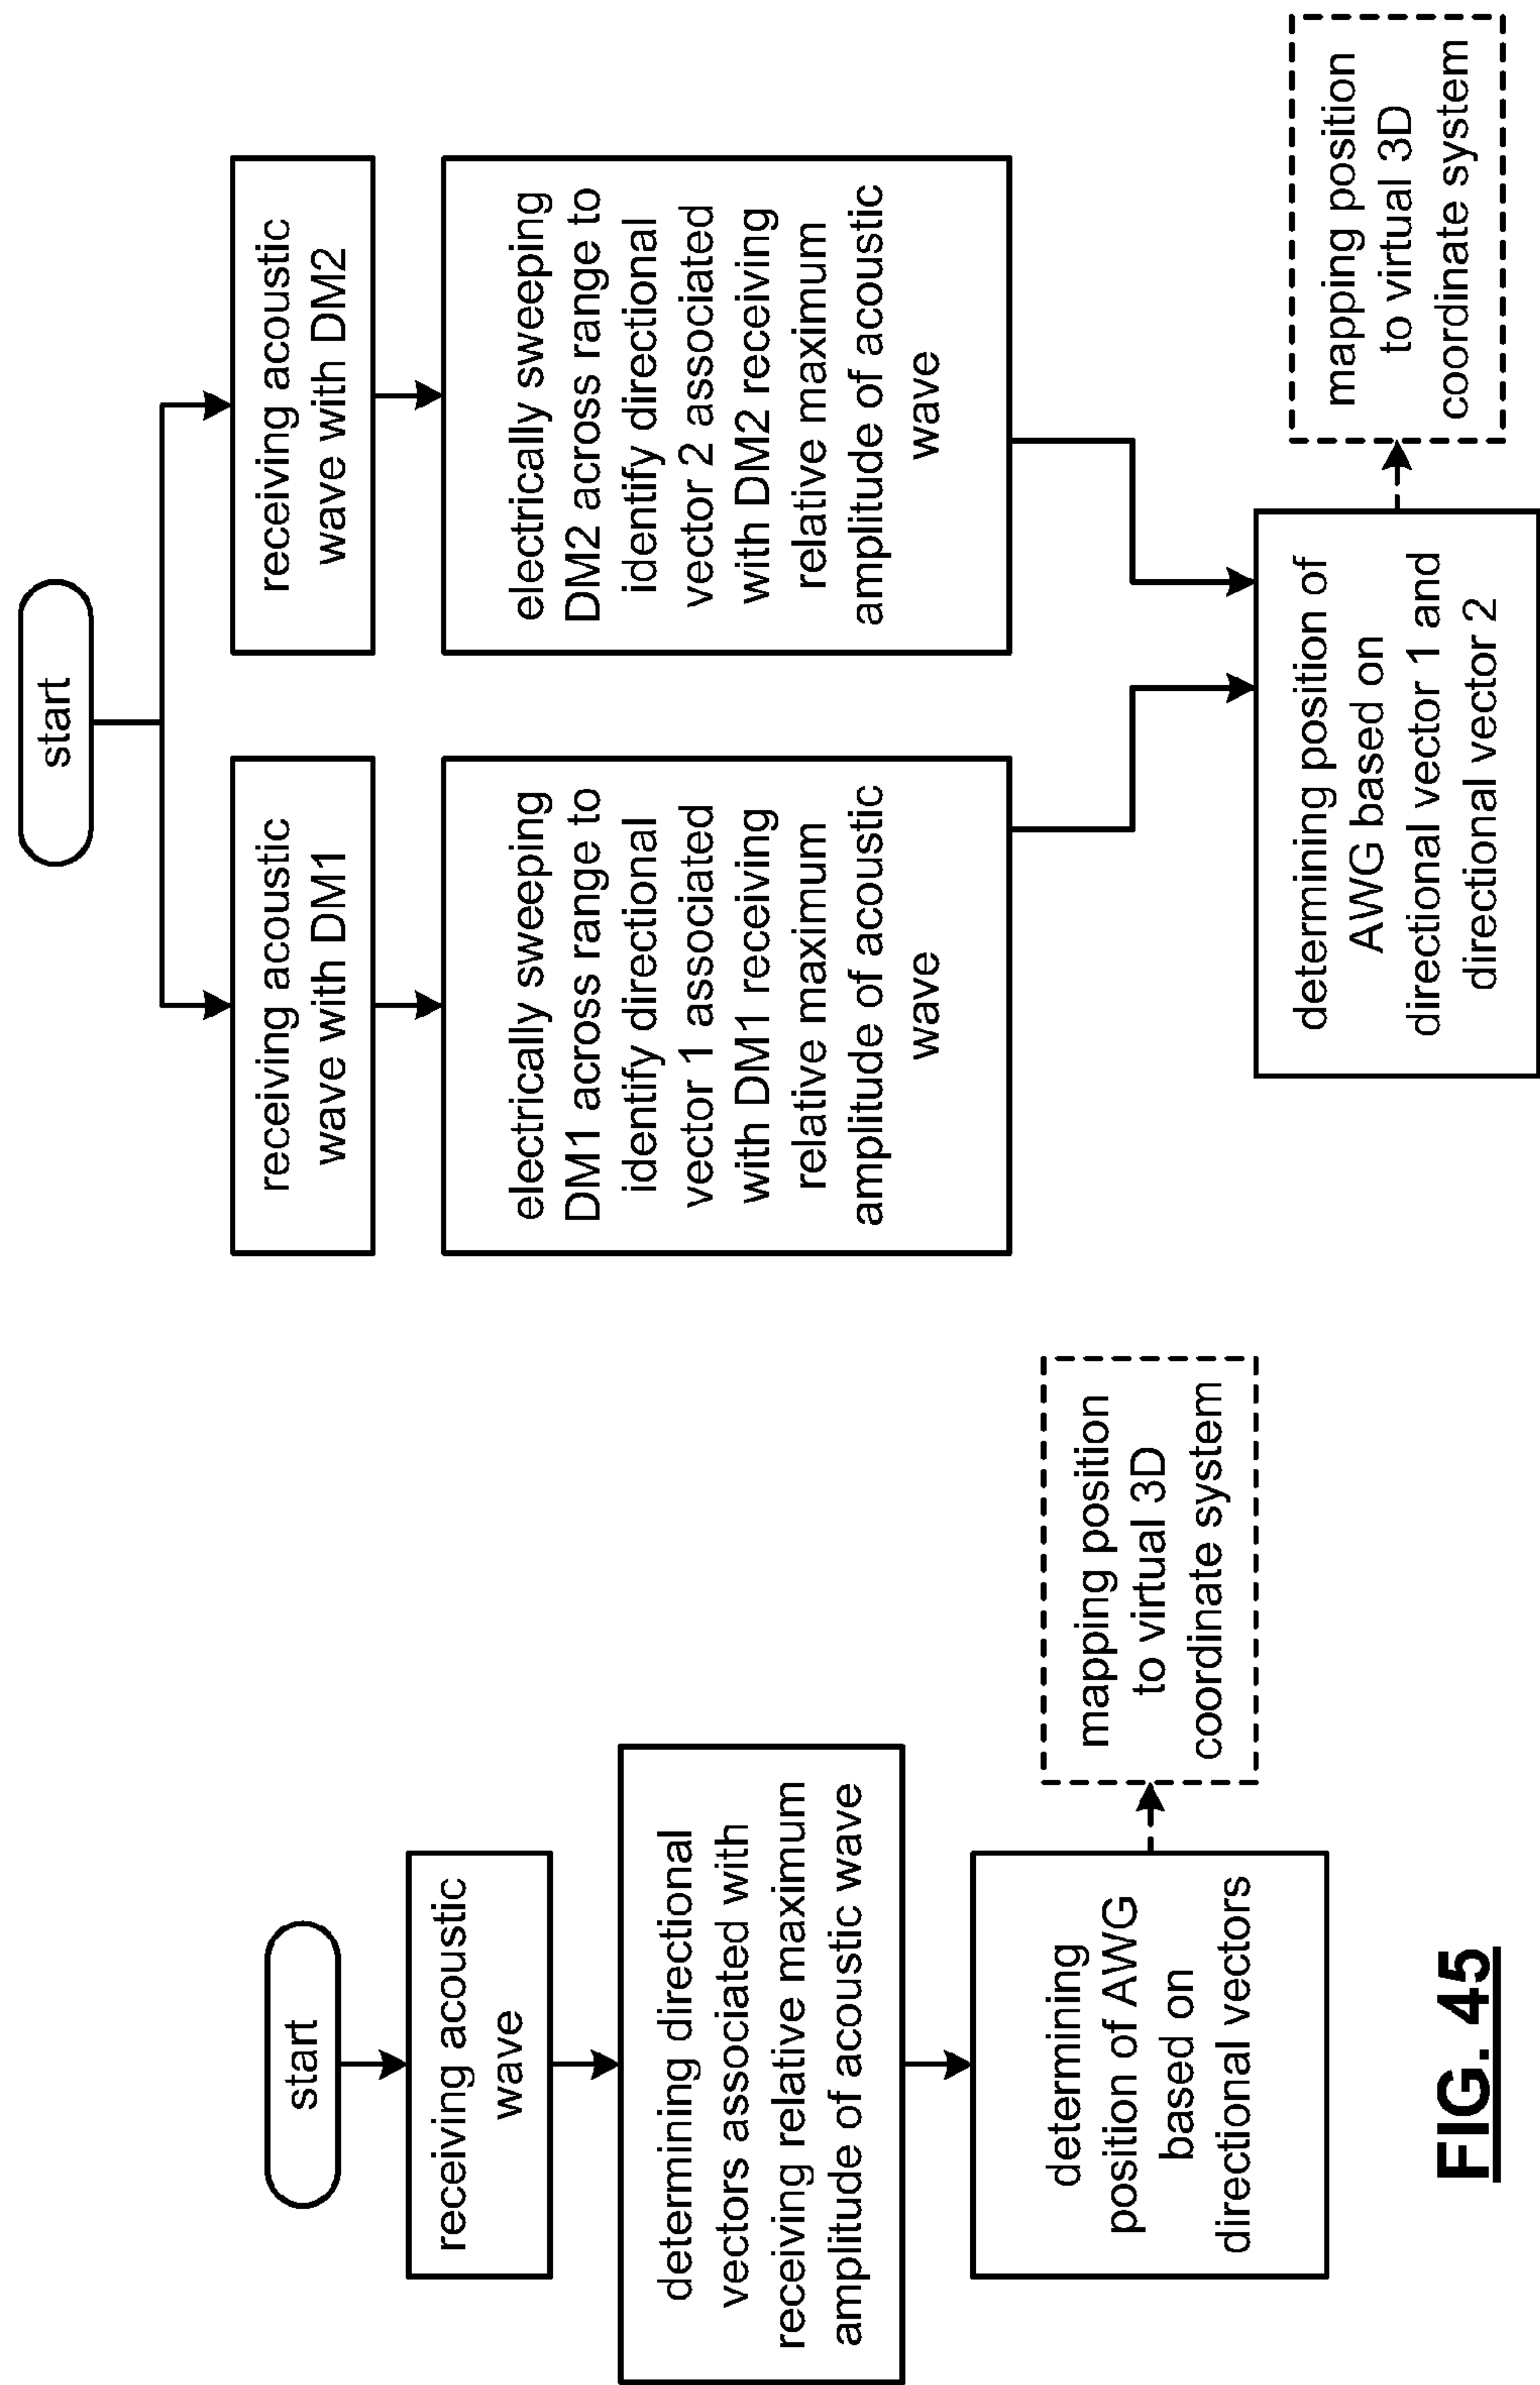 start
receiving acoustic
wave
determining directional
vectors associated with
receiving relative maximum
amplitude of acoustic wave
determining
position of AWG
based on
directional vectors
mapping position
to virtual 3D
coordinate system
FIG. 45
start
receiving acoustic
wave with DM1
electrically sweeping
DM1 across range to
identify directional
vector 1 associated
with DM1 receiving
relative maximum
amplitude of acoustic
wave
receiving acoustic
wave with DM2
electrically sweeping
DM2 across range to
identify directional
vector 2 associated
with DM2 receiving
relative maximum
amplitude of acoustic
wave
determining position of
AWG based on
directional vector 1 and
directional vector 2
mapping position
to virtual 3D
coordinate system